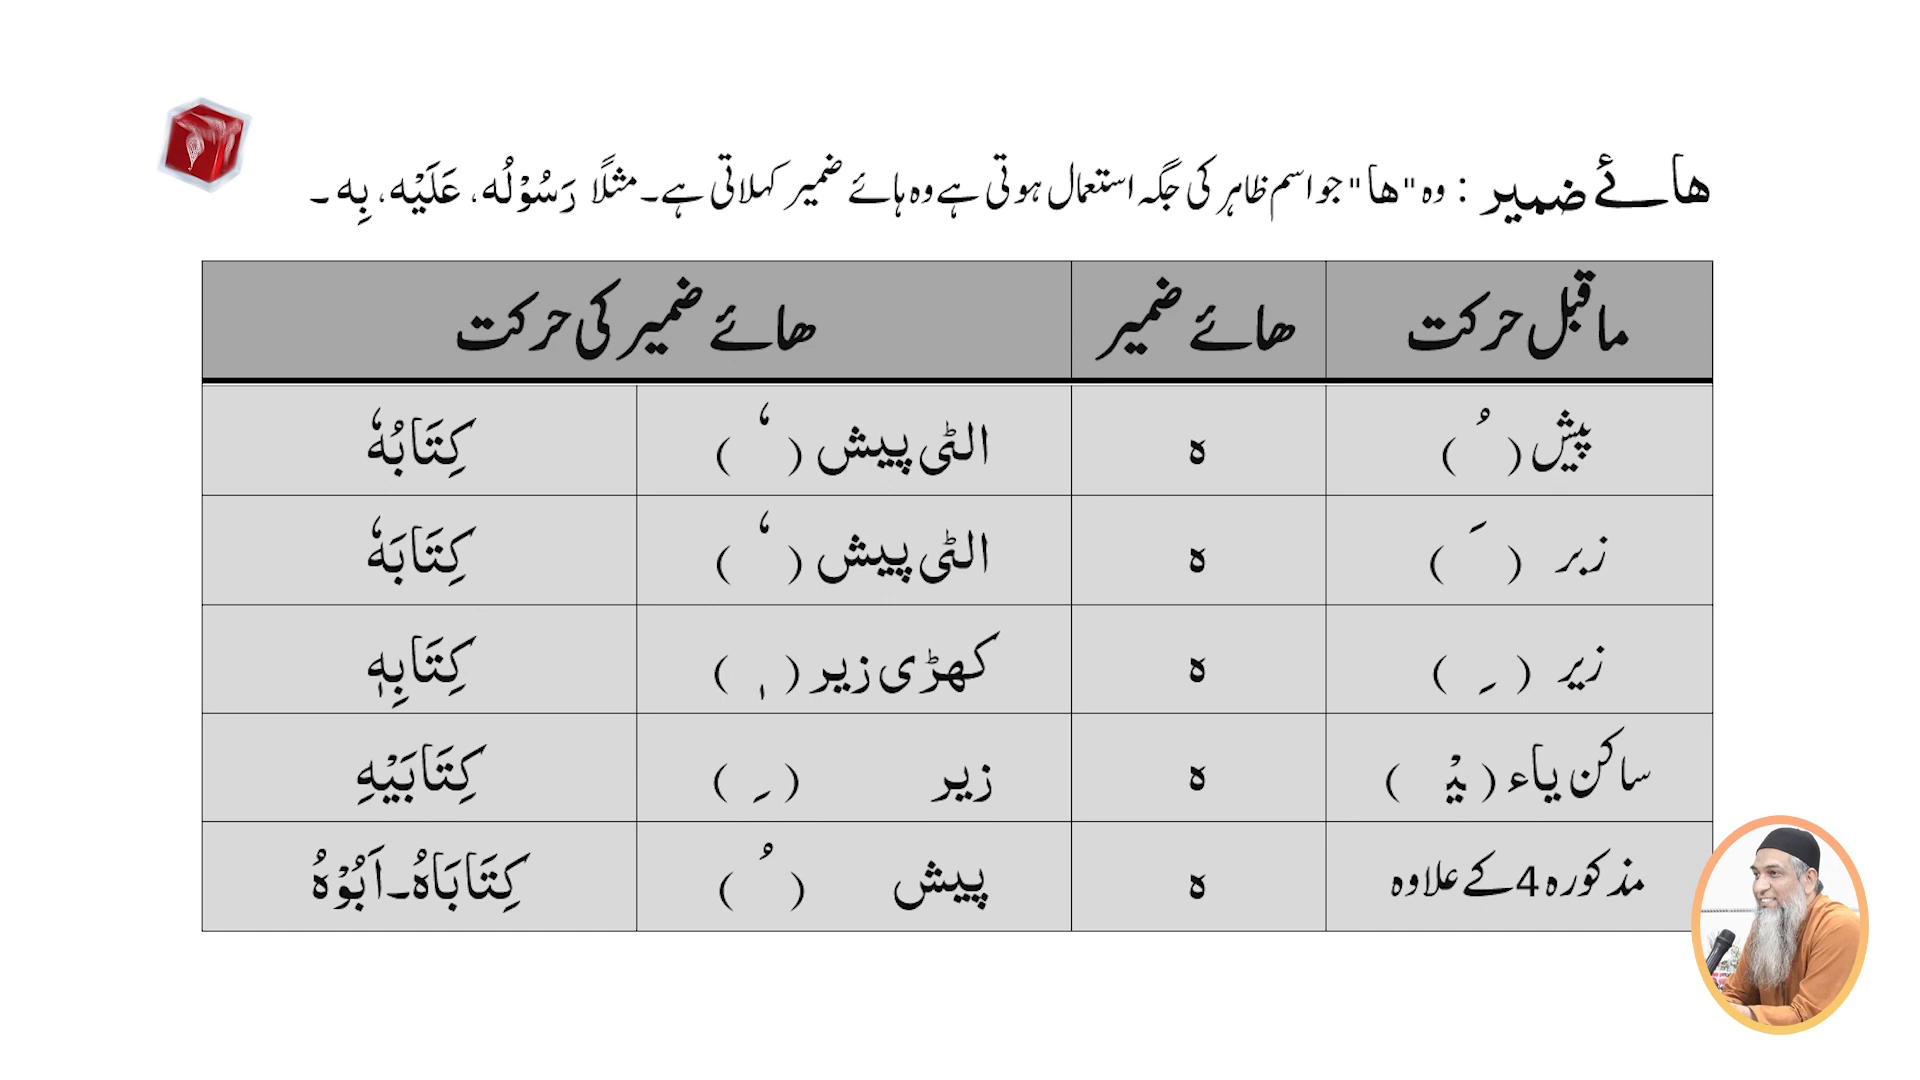 ھائے ضمیر : وہ "ھا" جو اسم ظاہر کی جگہ استعمال ہوتی ہے وہ ہائے ضمیر کہلاتی ہے۔ مثلًا رَسُوْلُه، عَلَيْه، بِه ۔
ماقبل حرکت ھائے ضمیر ھائے ضمیر کی حرکت
پیش ( ُ ) ہ الٹی پیش ( ٗ ) كِتَابُهٗ
زبر ( َ ) ہ الٹی پیش ( ٗ ) كِتَابَهٗ
زیر ( ِ ) ہ کھڑی زیر ( ٖ ) كِتَابِهٖ
ساکن یاء ( یْ ) ہ زیر ( ِ ) كِتَابَيْهِ
مذکورہ 4 کے علاوہ ہ پیش ( ُ ) كِتَابَاهُ۔ اَبُوْهُ